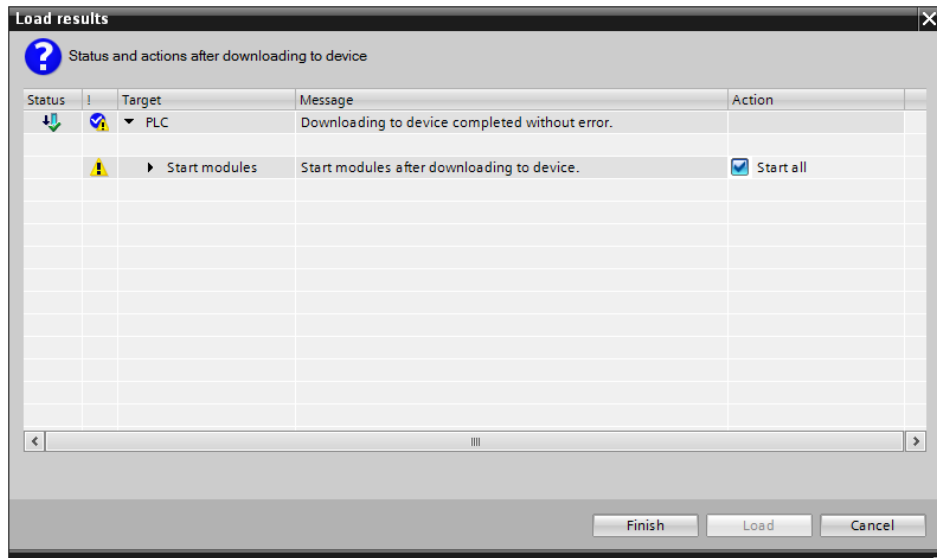 Load results
Status and actions after downloading to device
Status ! Target Message Action
PLC Downloading to device completed without error.
Start modules Start modules after downloading to device. Start all
Finish Load Cancel